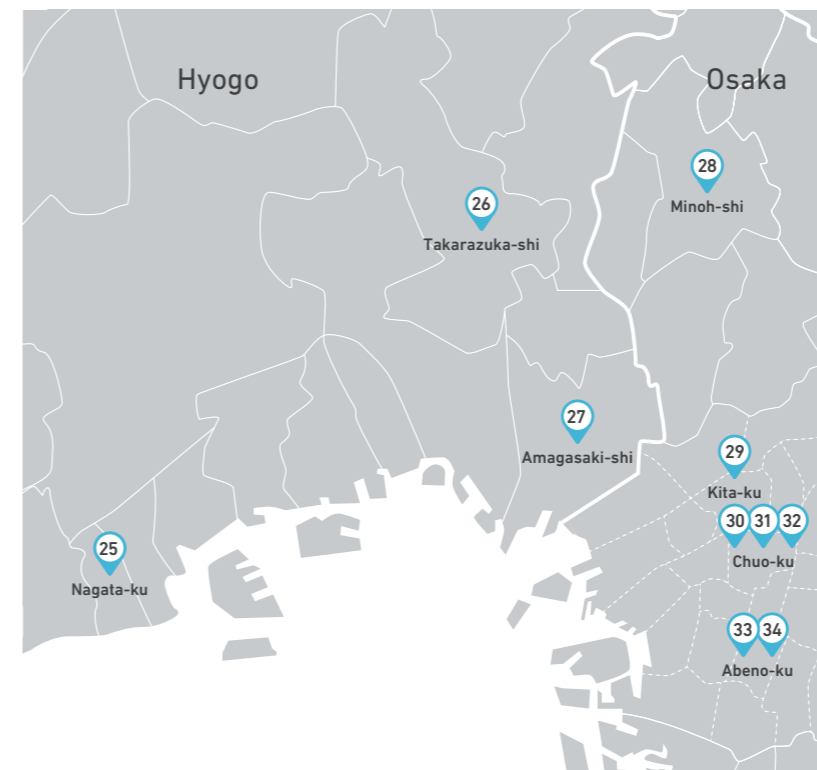 Hyogo
Osaka
28
Minoh-shi
26
Takarazuka-shi
27
Amagasaki-shi
29
Kita-ku
30 31 32
Chuo-ku
25
Nagata-ku
33 34
Abeno-ku